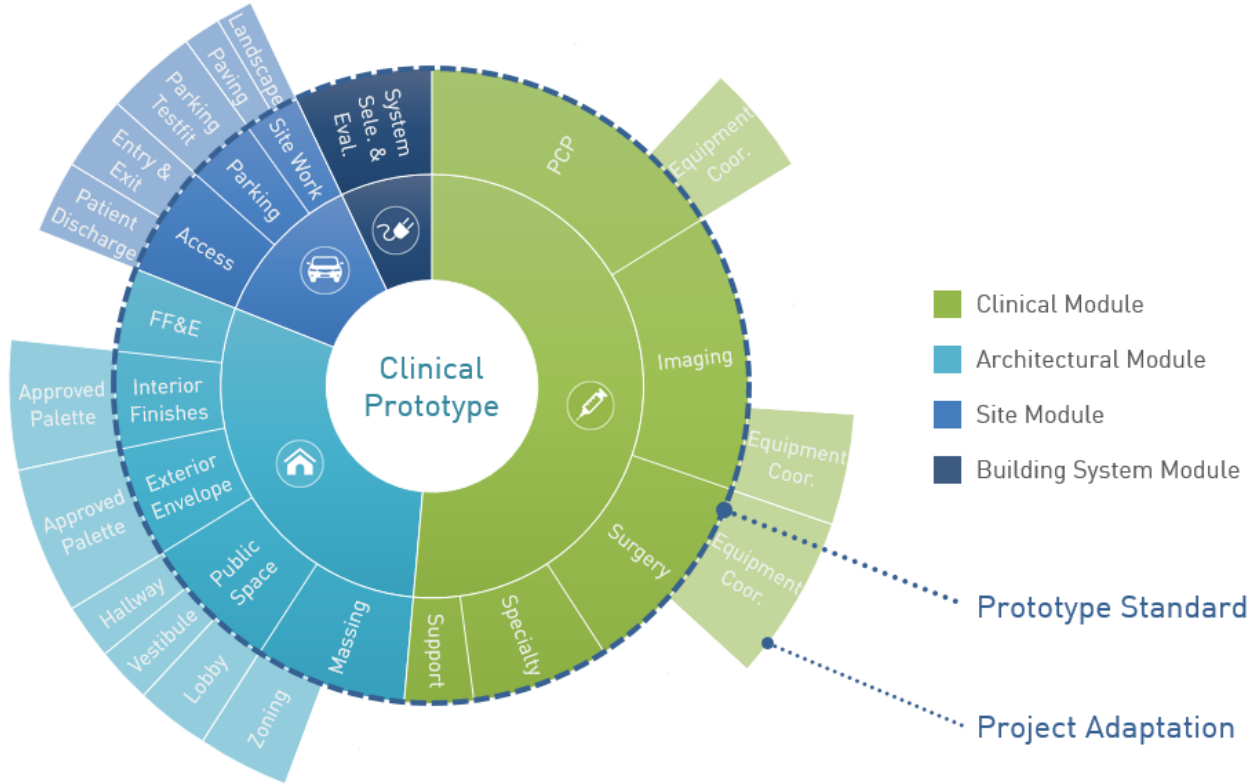 Landscape
Paving
Parking
Testfit
Entry &
Exit
Patient
Discharge
Site Work
Parking
Access
System
Sele. &
Eval.
PCP
Equipment
Coor.
Imaging
Equipment
Coor.
Surgery
Equipment
Coor.
Specialty
Support
Massing
Zoning
Public
Space
Lobby
Vestibule
Hallway
Exterior
Envelope
Approved
Palette
Interior
Finishes
Approved
Palette
FF&E
Clinical
Prototype
Clinical Module
Architectural Module
Site Module
Building System Module
Prototype Standard
Project Adaptation